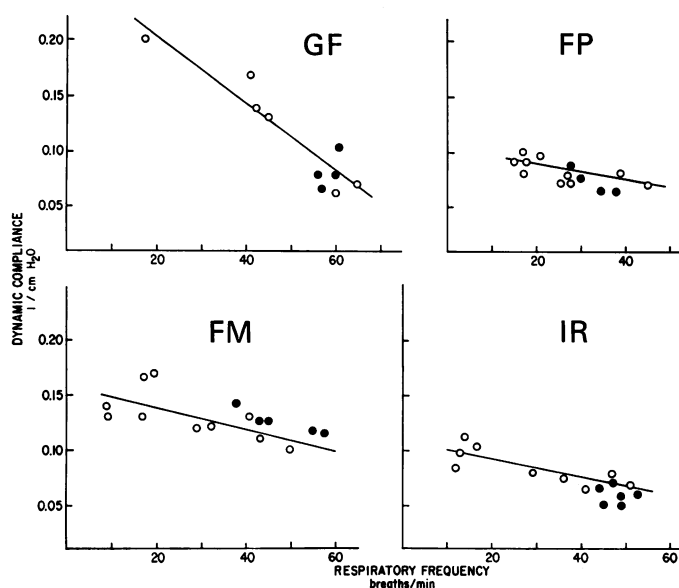 GF
FP
0.20
0.15
0.10
0.05
20
40
60
20
40
DYNAMIC COMPLIANCE
l / cm H₂O
FM
IR
0.20
0.15
0.10
0.05
20
40
60
20
40
60
RESPIRATORY FREQUENCY
breaths/min